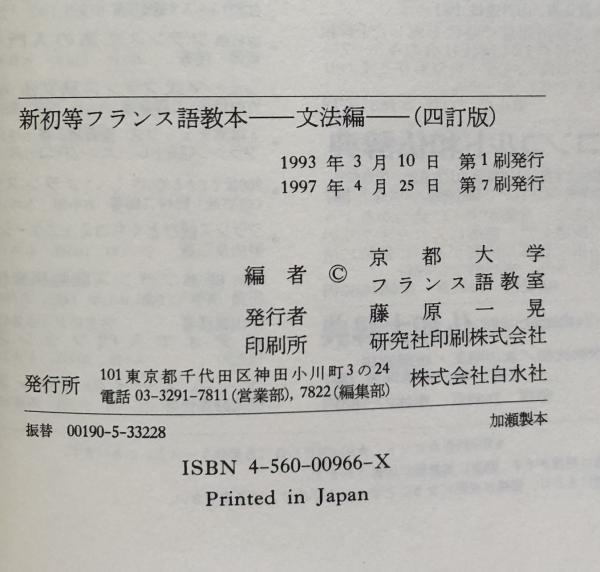 新初等フランス語教本——文法編——(四訂版)
1993 年 3 月 10 日 第1刷発行
1997 年 4 月 25 日 第7刷発行
編者 © 京都大学
フランス語教室
発行者 藤原一晃
印刷所 研究社印刷株式会社
発行所 101 東京都千代田区神田小川町3の24 株式会社白水社
電話 03-3291-7811(営業部), 7822(編集部)
振替 00190-5-33228 加瀬製本
ISBN 4-560-00966-X
Printed in Japan